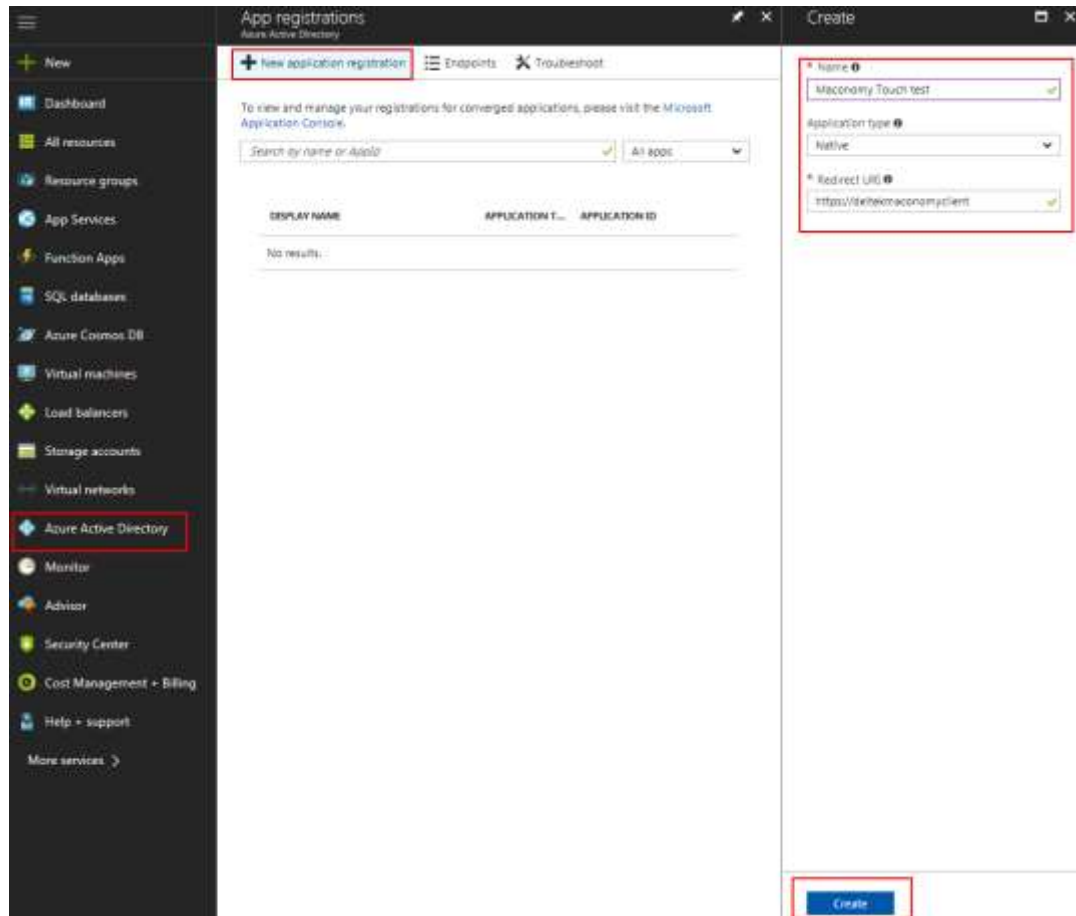 New
Dashboard
All resources
Resource groups
App Services
Function Apps
SQL databases
Azure Cosmos DB
Virtual machines
Load balancers
Storage accounts
Virtual networks
Azure Active Directory
Monitor
Advisor
Security Center
Cost Management + Billing
Help + support
More services
App registrations
Azure Active Directory
New application registration
Endpoints
Troubleshoot
To view and manage your registrations for converged applications, please visit the Microsoft
Application Console.
Search by name or AppId
All apps
DISPLAY NAME
APPLICATION T...
APPLICATION ID
No results.
Create
* Name
Maconomy Touch test
Application type
Native
* Redirect URI
https://deltekmaconomyclient
Create